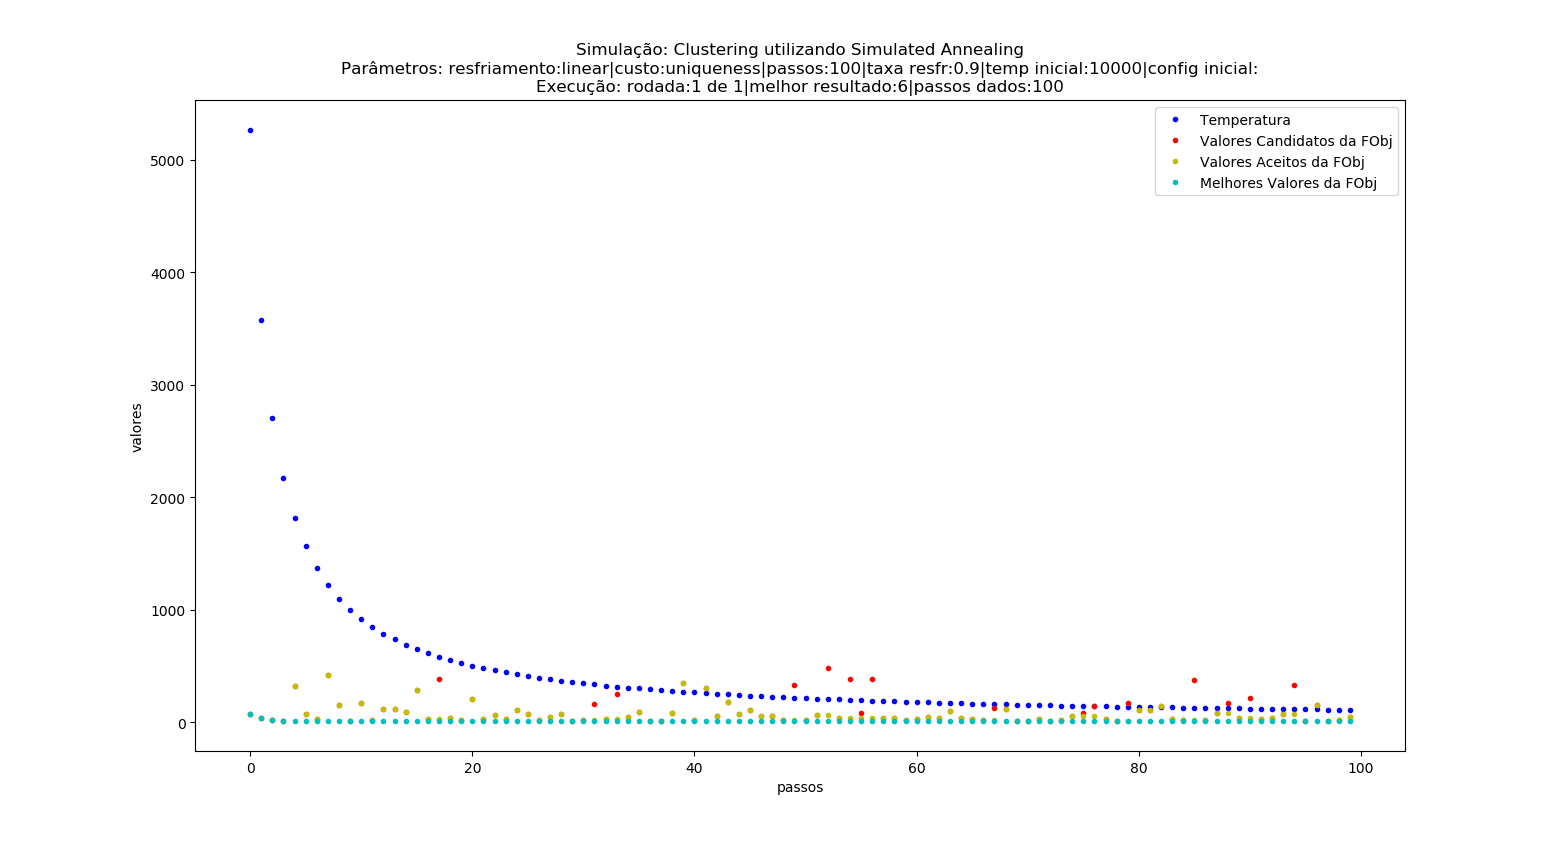 Simulação: Clustering utilizando Simulated Annealing
Parâmetros: resfriamento:linear|custo:uniqueness|passos:100|taxa resfr:0.9|temp inicial:10000|config inicial:
Execução: rodada:1 de 1|melhor resultado:6|passos dados:100
Temperatura
Valores Candidatos da FObj
Valores Aceitos da FObj
Melhores Valores da FObj
5000
4000
3000
2000
1000
0
valores
0 20 40 60 80 100
passos